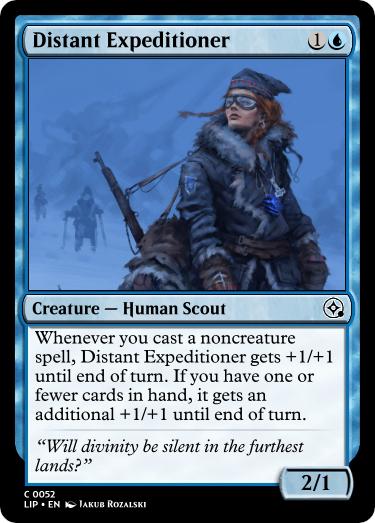 Distant Expeditioner 1
Creature — Human Scout
Whenever you cast a noncreature
spell, Distant Expeditioner gets +1/+1
until end of turn. If you have one or
fewer cards in hand, it gets an
additional +1/+1 until end of turn.
“Will divinity be silent in the furthest
lands?”
2/1
C 0052
LIP • EN Jakub Rozalski